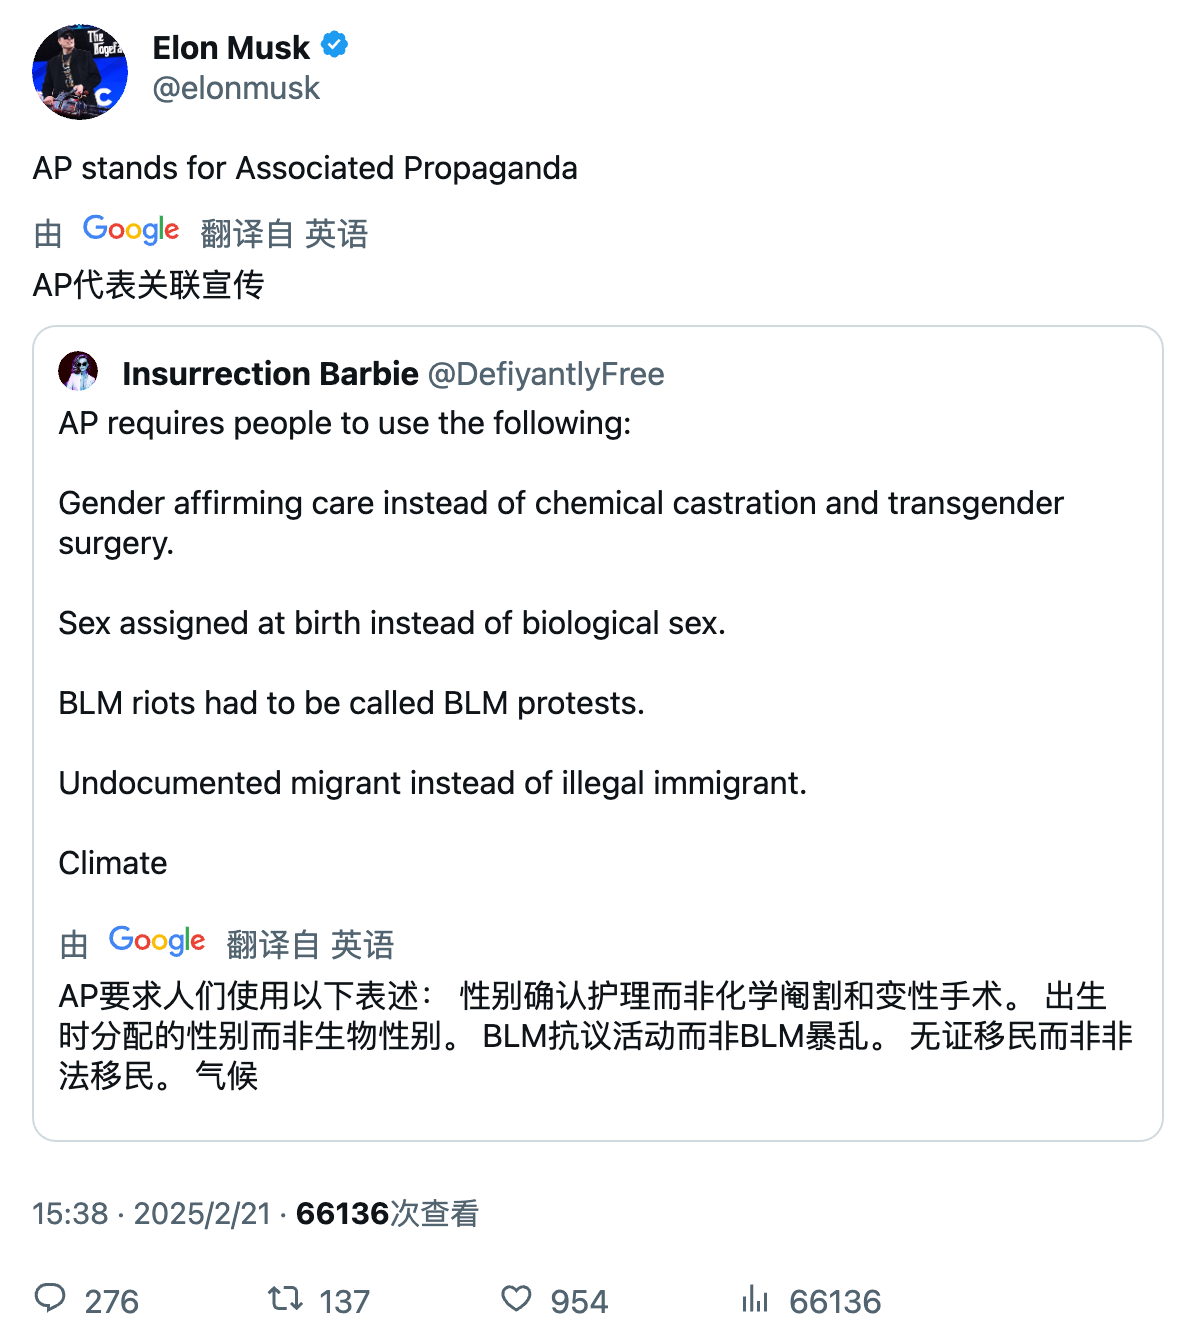 The
Dogefa
C
Elon Musk
@elonmusk
AP stands for Associated Propaganda
由 Google 翻译自 英语
AP代表关联宣传
Insurrection Barbie @DefiyantlyFree
AP requires people to use the following:
Gender affirming care instead of chemical castration and transgender
surgery.
Sex assigned at birth instead of biological sex.
BLM riots had to be called BLM protests.
Undocumented migrant instead of illegal immigrant.
Climate
由 Google 翻译自 英语
AP要求人们使用以下表述： 性别确认护理而非化学阉割和变性手术。 出生
时分配的性别而非生物性别。 BLM抗议活动而非BLM暴乱。 无证移民而非非
法移民。 气候
15:38 · 2025/2/21 · 66136次查看
276 137 954 66136